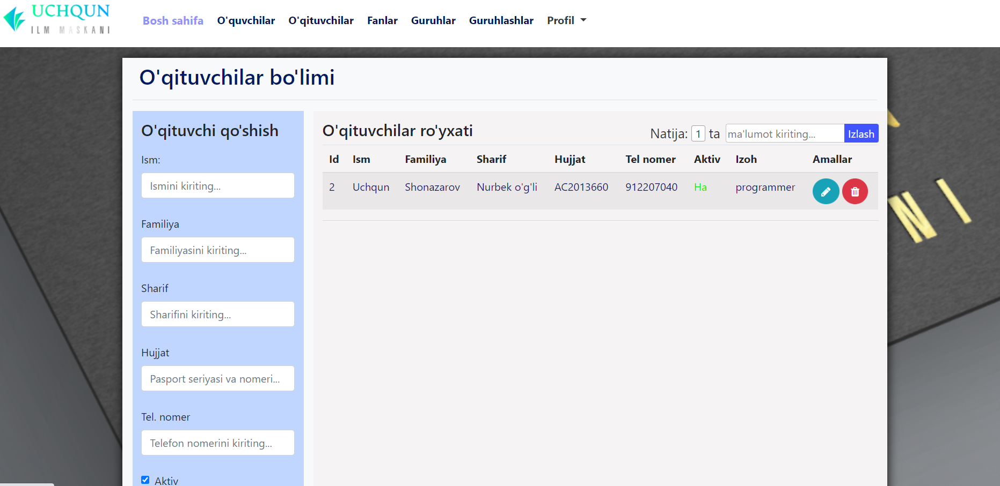 UCHQUN
ILM MASKANI
Bosh sahifa O'quvchilar O'qituvchilar Fanlar Guruhlar Guruhlashlar Profil
O'qituvchilar bo'limi
O'qituvchi qo'shish
Ism:
Ismini kiriting...
Familiya
Familiyasini kiriting...
Sharif
Sharifini kiriting...
Hujjat
Pasport seriyasi va nomeri...
Tel. nomer
Telefon nomerini kiriting...
Aktiv
O'qituvchilar ro'yxati
Natija: 1 ta ma'lumot kiriting... Izlash
Id Ism Familiya Sharif Hujjat Tel nomer Aktiv Izoh Amallar
2 Uchqun Shonazarov Nurbek o'g'li AC2013660 912207040 Ha programmer
N I